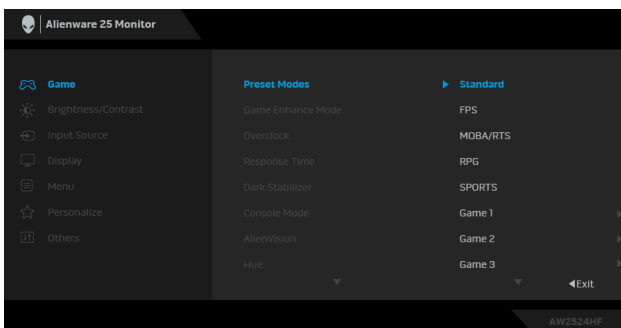 Alienware 25 Monitor
Game
Brightness/Contrast
Input Source
Display
Menu
Personalize
Others
Preset Modes
Game Enhance Mode
Overclock
Response Time
Dark Stabilizer
Console Mode
AlienVision
Hue
Standard
FPS
MOBA/RTS
RPG
SPORTS
Game 1
Game 2
Game 3
Exit
AW2524HF